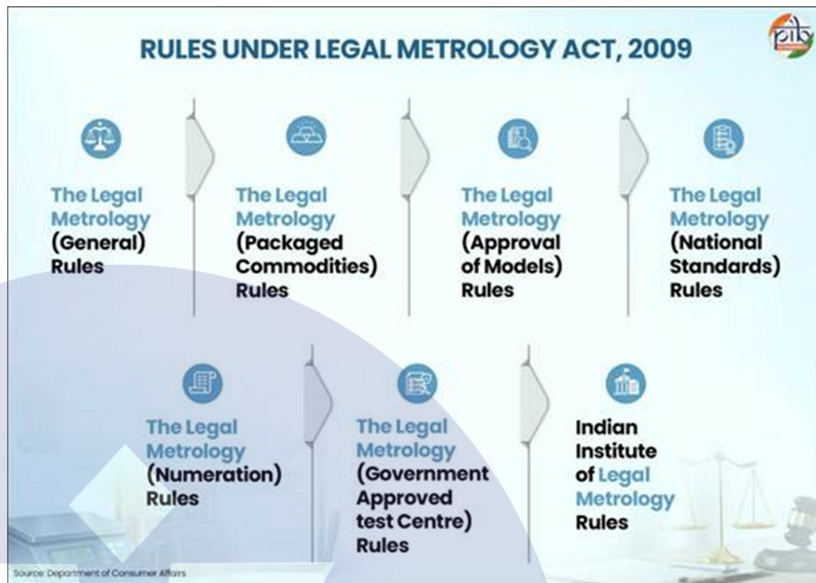 RULES UNDER LEGAL METROLOGY ACT, 2009
pib
The Legal
Metrology
(General)
Rules
The Legal
Metrology
(Packaged
Commodities)
Rules
The Legal
Metrology
(Approval
of Models)
Rules
The Legal
Metrology
(National
Standards)
Rules
The Legal
Metrology
(Numeration)
Rules
The Legal
Metrology
(Government
Approved
test Centre)
Rules
Indian
Institute
of Legal
Metrology
Rules
Source: Department of Consumer Affairs